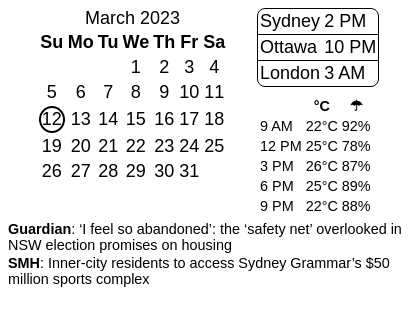 March 2023
Su Mo Tu We Th Fr Sa
1 2 3 4
5 6 7 8 9 10 11
12 13 14 15 16 17 18
19 20 21 22 23 24 25
26 27 28 29 30 31
Sydney 2 PM
Ottawa 10 PM
London 3 AM
°C ☂
9 AM 22°C 92%
12 PM 25°C 78%
3 PM 26°C 87%
6 PM 25°C 89%
9 PM 22°C 88%
Guardian: ‘I feel so abandoned’: the ‘safety net’ overlooked in
NSW election promises on housing
SMH: Inner-city residents to access Sydney Grammar’s $50
million sports complex